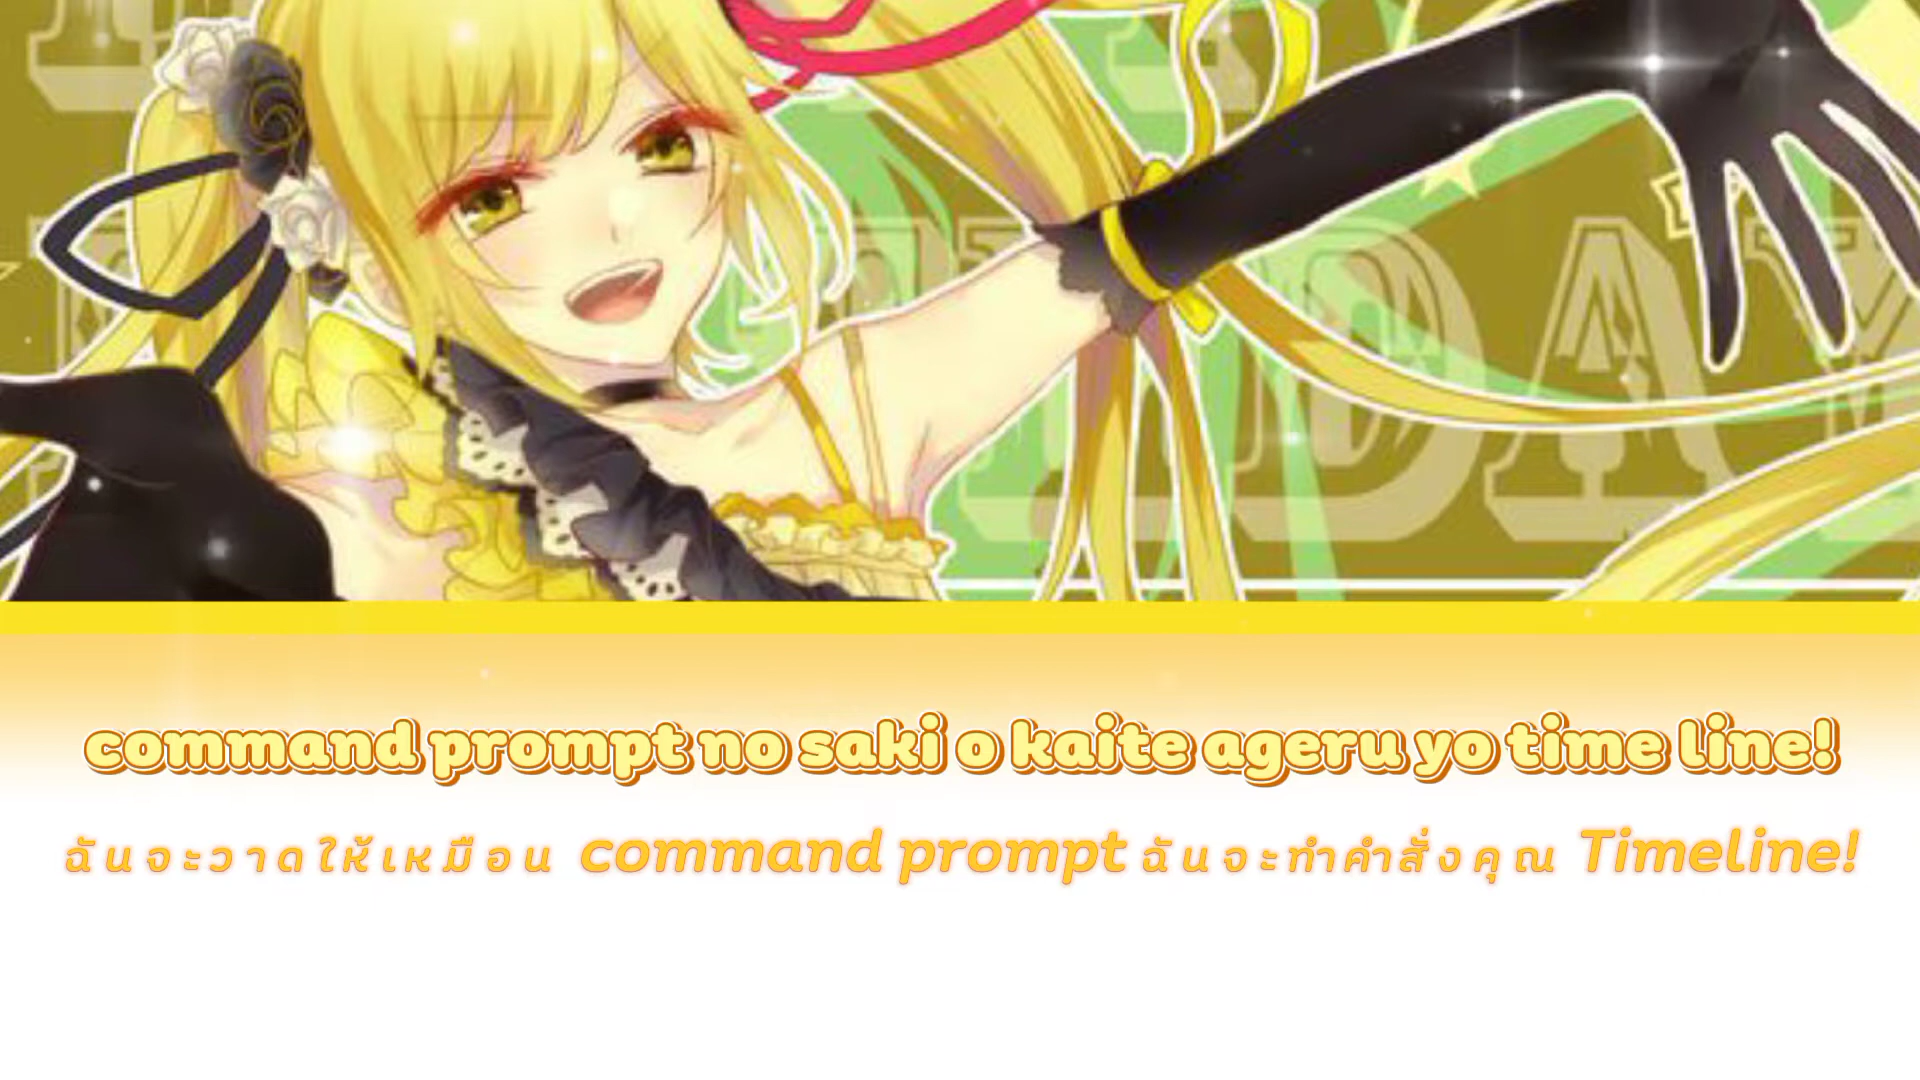 DAY
command prompt no saki o kaite ageru yo time line!
ฉันจะวาดให้เหมือน command prompt ฉันจะทำคำสั่งคุณ Timeline!